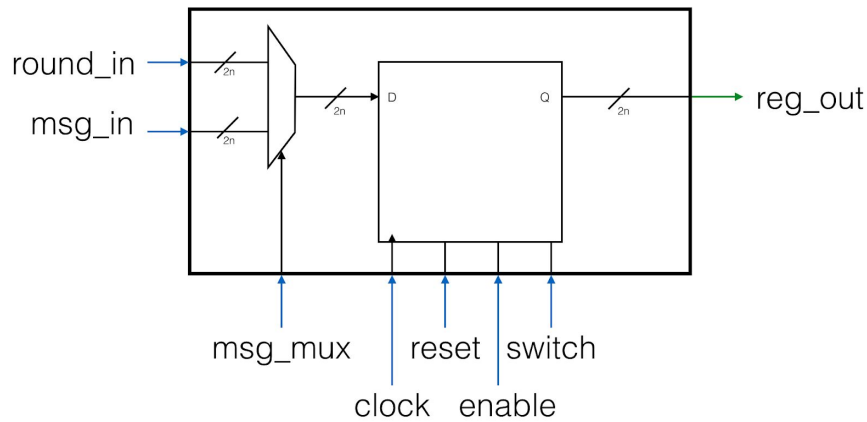 round_in
2n
msg_in
2n
2n
D
Q
2n
reg_out
msg_mux
reset
switch
clock
enable